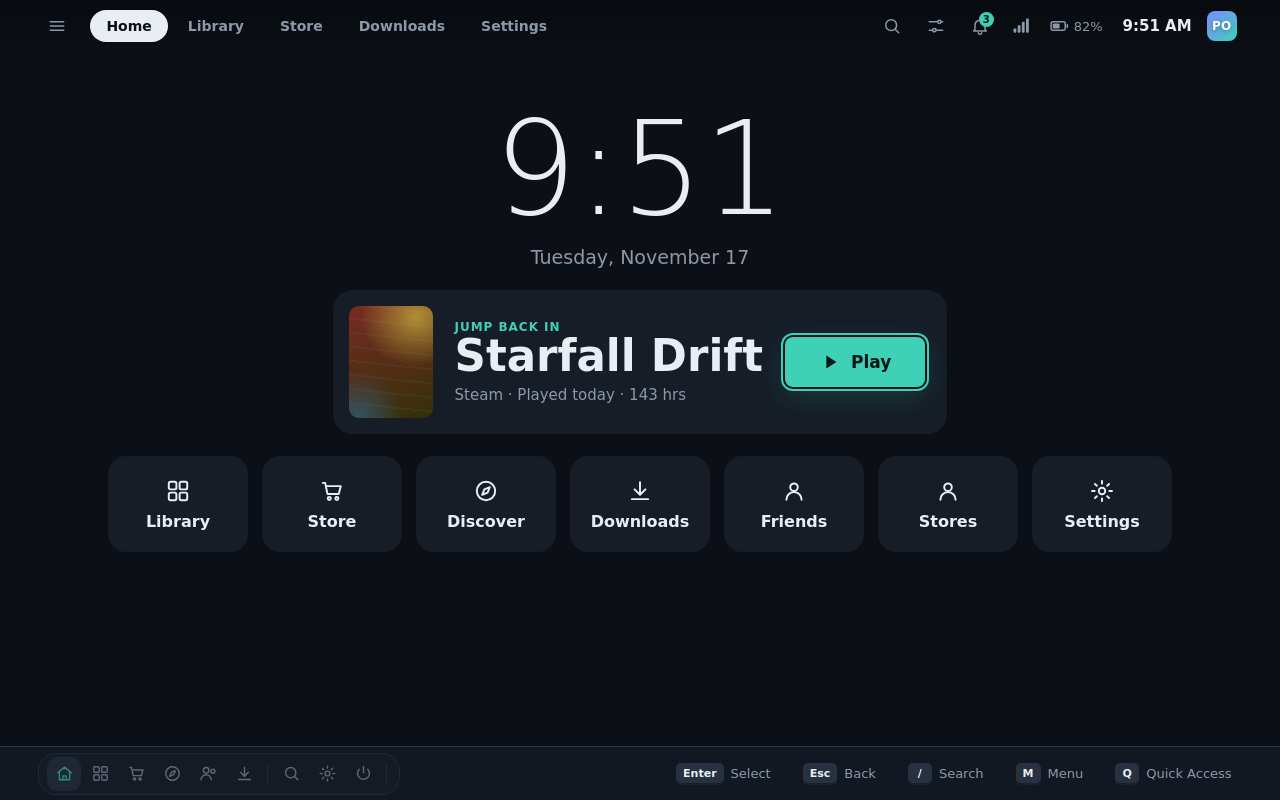 Home Library Store Downloads Settings 3 82% 9:51 AM PO
9:51
Tuesday, November 17
JUMP BACK IN
Starfall Drift
Steam · Played today · 143 hrs
Play
Library Store Discover Downloads Friends Stores Settings
Enter Select Esc Back / Search M Menu Q Quick Access